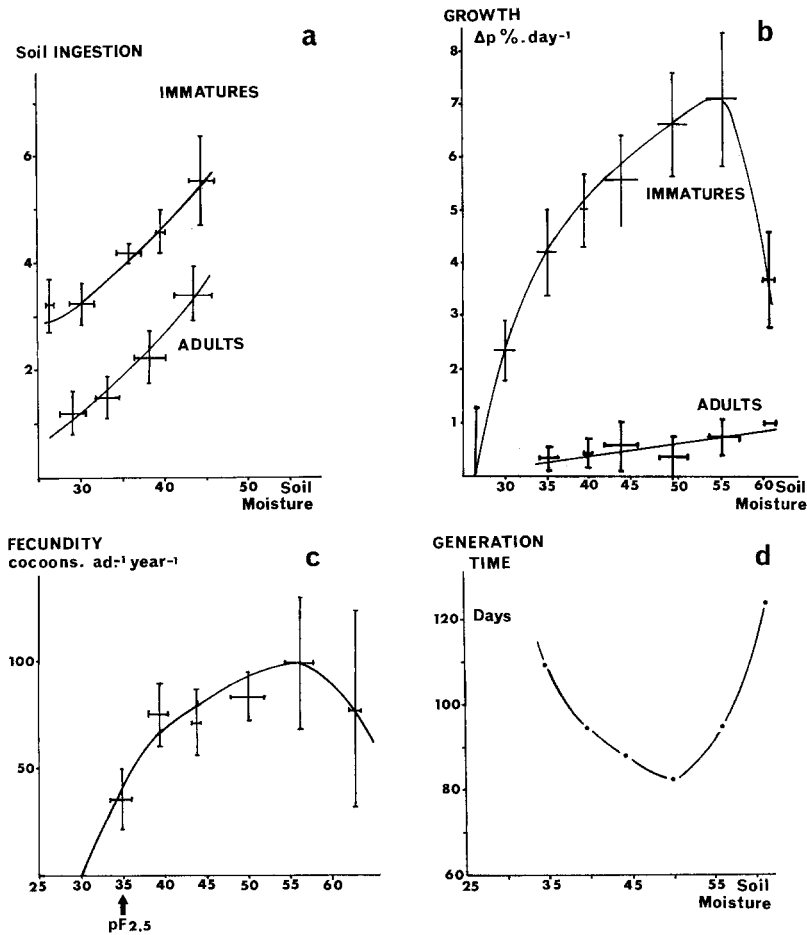 a
Soil INGESTION
IMMATURES
6
4
2
ADULTS
30
40
50
Soil
Moisture
b
GROWTH
Δp %. day⁻¹
8
7
6
5
4
3
2
1
IMMATURES
ADULTS
30
35
40
45
50
55
60
Soil
Moisture
c
FECUNDITY
cocoons. ad.⁻¹ year⁻¹
100
50
25
30
35
40
45
50
55
60
pF2,5
d
GENERATION
TIME
Days
120
100
80
60
25
35
45
55
Soil
Moisture